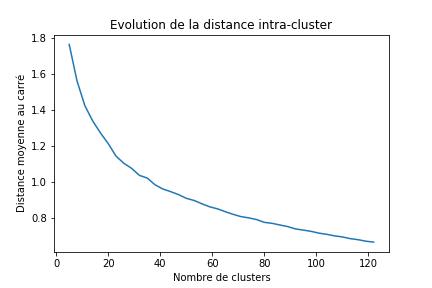 Evolution de la distance intra-cluster
Distance moyenne au carré
1.8
1.6
1.4
1.2
1.0
0.8
0 20 40 60 80 100 120
Nombre de clusters